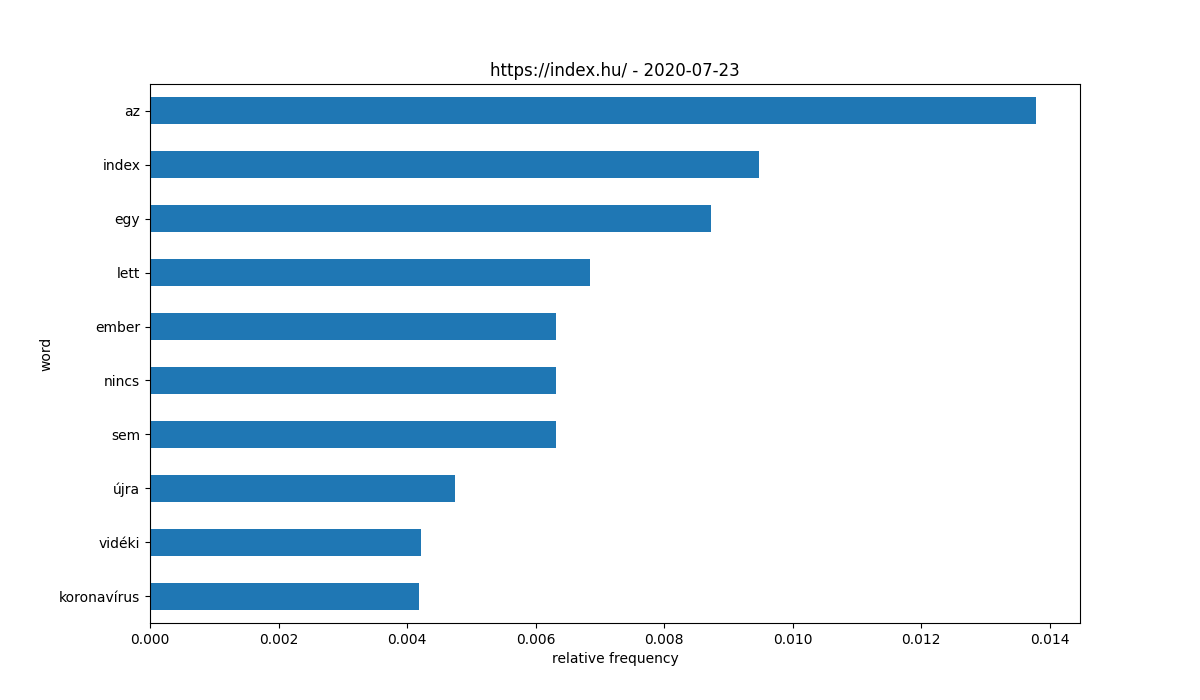 https://index.hu/ - 2020-07-23
az
index
egy
lett
ember
nincs
sem
újra
vidéki
koronavírus
word
0.000 0.002 0.004 0.006 0.008 0.010 0.012 0.014
relative frequency